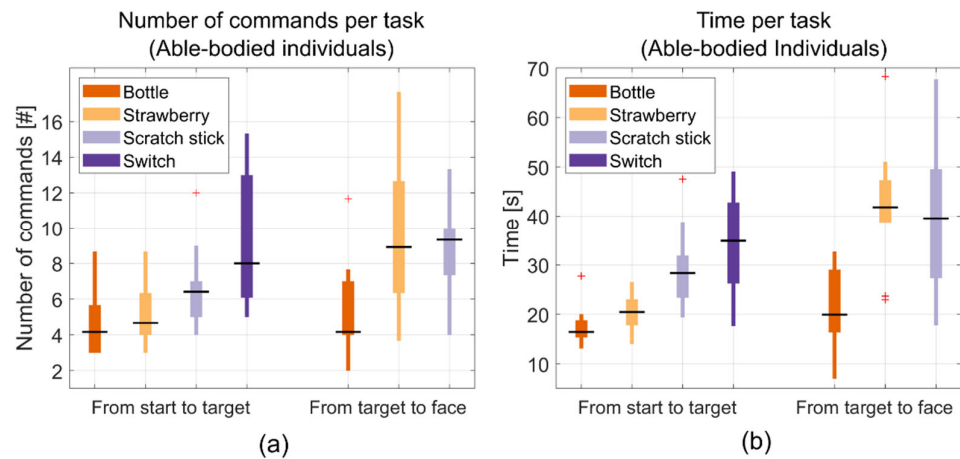 Number of commands per task
(Able-bodied individuals)
Number of commands [#]
16
14
12
10
8
6
4
2
Bottle
Strawberry
Scratch stick
Switch
From start to target
From target to face
(a)
Time per task
(Able-bodied Individuals)
Time [s]
70
60
50
40
30
20
10
Bottle
Strawberry
Scratch stick
Switch
From start to target
From target to face
(b)